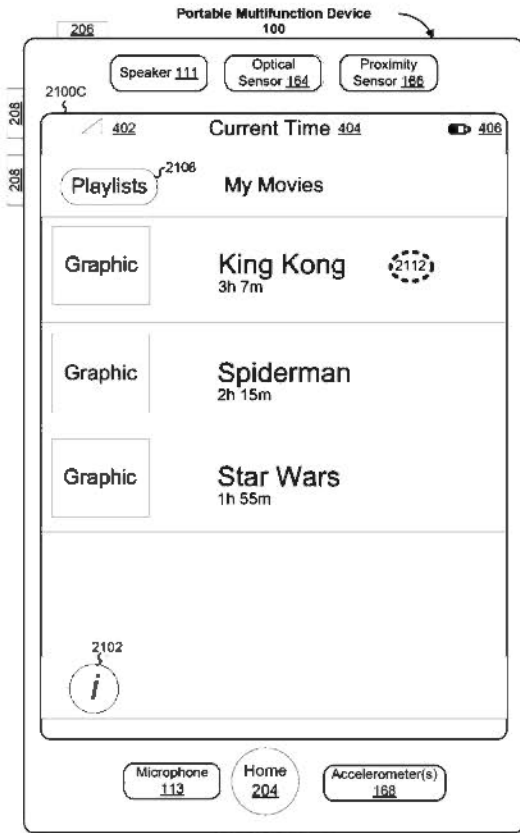 Portable Multifunction Device
100
206
Speaker 111
Optical
Sensor 164
Proximity
Sensor 166
2100C
208
208
402
Current Time 404
406
Playlists
2106
My Movies
Graphic
King Kong
3h 7m
2112
Graphic
Spiderman
2h 15m
Graphic
Star Wars
1h 55m
2102
i
Microphone
113
Home
204
Accelerometer(s)
168